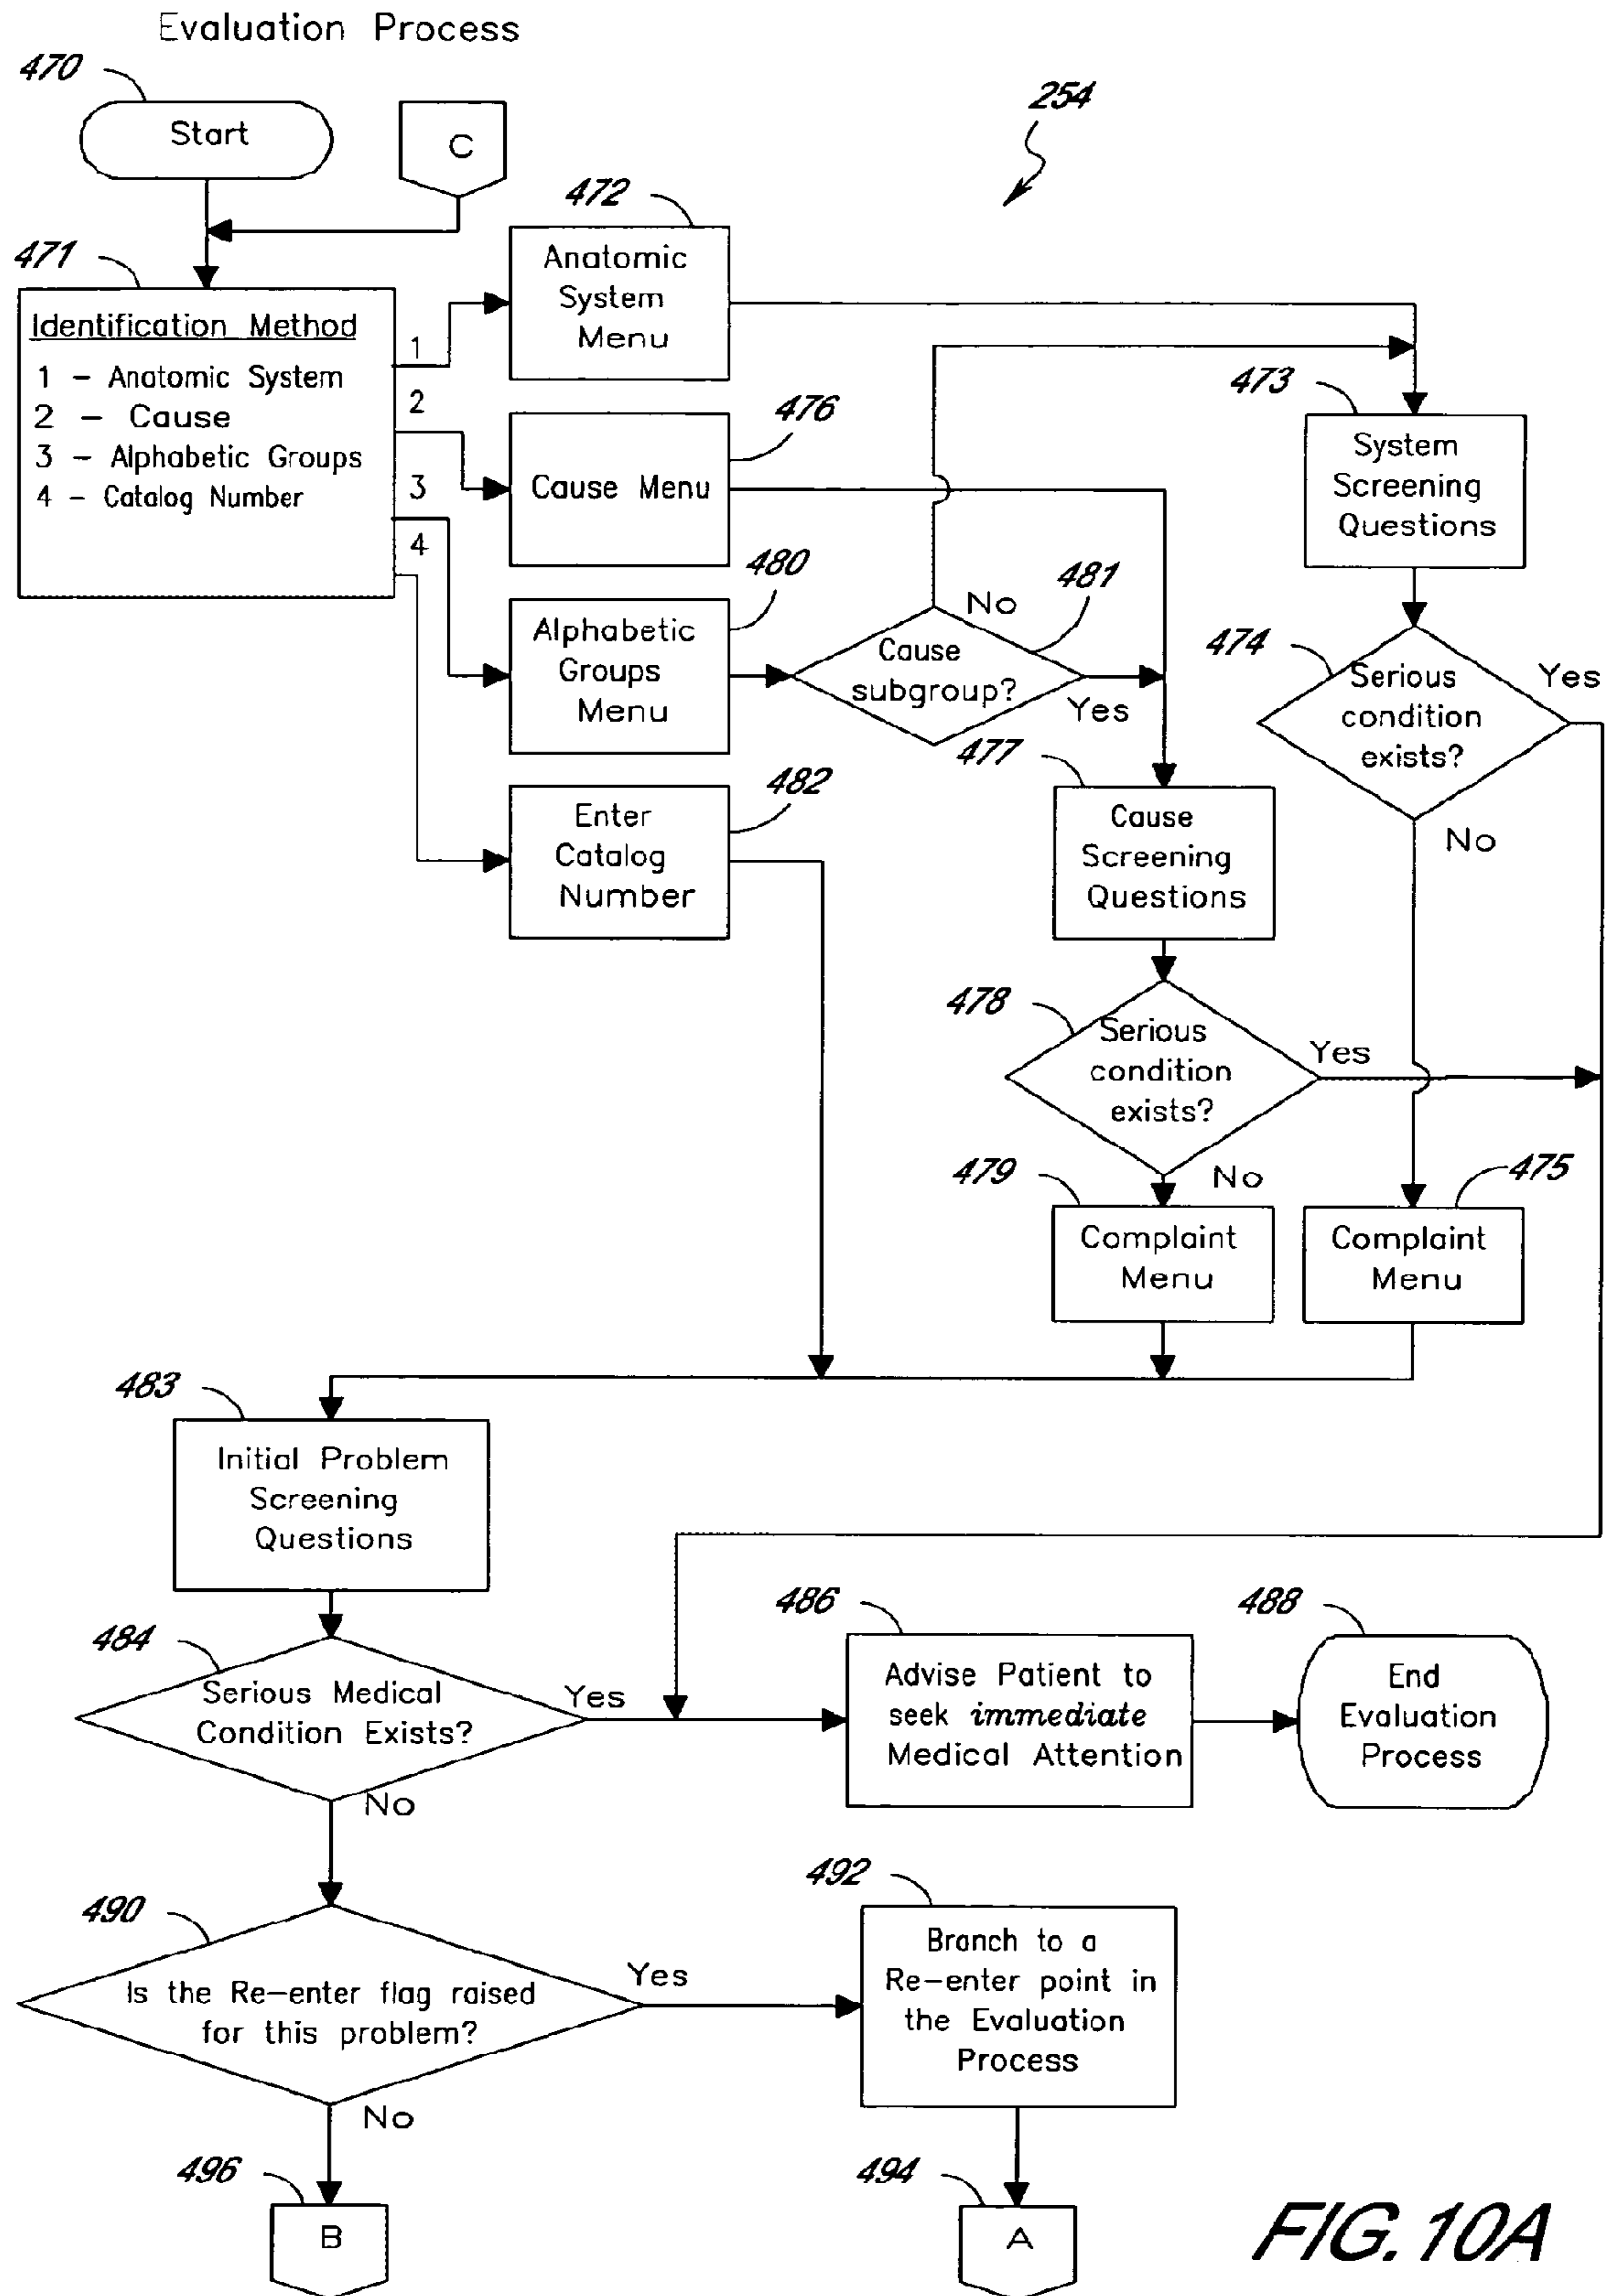 Evaluation Process
470
Start
C
254
471
Identification Method
1 - Anatomic System
2 - Cause
3 - Alphabetic Groups
4 - Catalog Number
1
2
3
4
472
Anatomic
System
Menu
476
Cause Menu
480
Alphabetic
Groups
Menu
481
Cause
subgroup?
No
Yes
482
Enter
Catalog
Number
473
System
Screening
Questions
474
Serious
condition
exists?
Yes
No
477
Cause
Screening
Questions
478
Serious
condition
exists?
Yes
No
479
Complaint
Menu
475
Complaint
Menu
483
Initial Problem
Screening
Questions
484
Serious Medical
Condition Exists?
Yes
No
486
Advise Patient to
seek immediate
Medical Attention
488
End
Evaluation
Process
490
Is the Re-enter flag raised
for this problem?
Yes
No
492
Branch to a
Re-enter point in
the Evaluation
Process
496
B
494
A
FIG. 10A